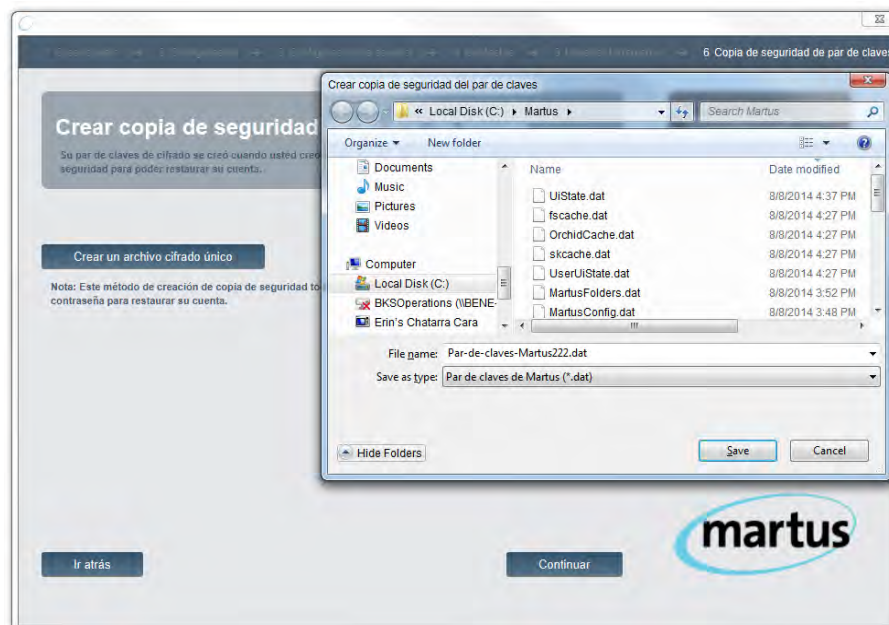 6 Copia de seguridad de par de claves
Crear copia de seguridad
Su par de claves de cifrado se creó cuando usted creó
seguridad para poder restaurar su cuenta.
Crear un archivo cifrado único
Nota: Este método de creación de copia de seguridad
contraseña para restaurar su cuenta.
Crear copia de seguridad del par de claves
« Local Disk (C:) ▸ Martus ▸
Search Martus
Organize ▾ New folder
Documents
Music
Pictures
Videos
Computer
Local Disk (C:)
BKSOperations (\\BENE-
Erin's Chatarra Cara
Name Date modified
UiState.dat 8/8/2014 4:37 PM
fscache.dat 8/8/2014 4:27 PM
OrchidCache.dat 8/8/2014 4:27 PM
skcache.dat 8/8/2014 4:27 PM
UserUiState.dat 8/8/2014 4:27 PM
MartusFolders.dat 8/8/2014 3:52 PM
MartusConfig.dat 8/8/2014 3:48 PM
File name: Par-de-claves-Martus222.dat
Save as type: Par de claves de Martus (*.dat)
Hide Folders
Save
Cancel
martus
Ir atrás
Continuar